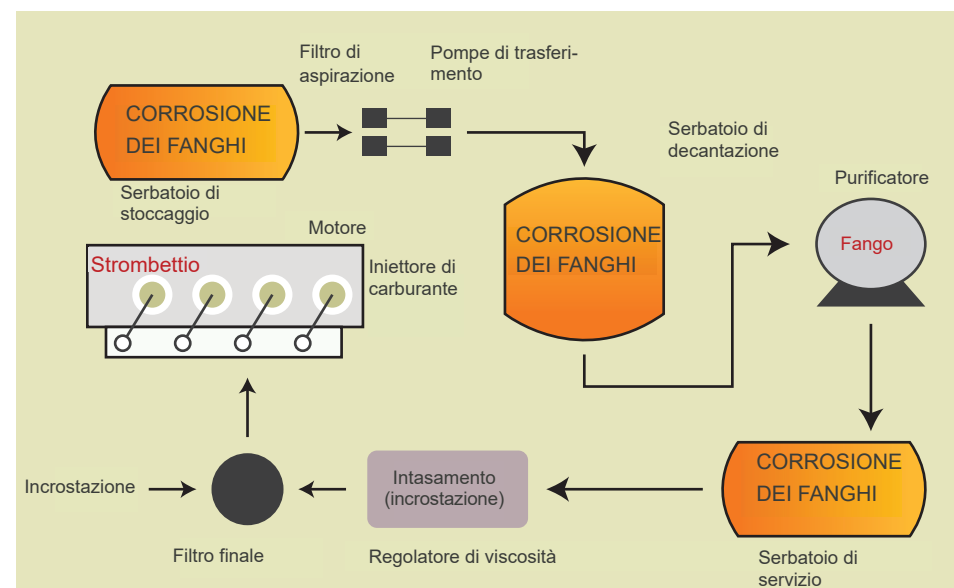 Filtro di
aspirazione
Pompe di trasferi-
mento
CORROSIONE
DEI FANGHI
Serbatoio di
stoccaggio
Serbatoio di
decantazione
Purificatore
Motore
CORROSIONE
DEI FANGHI
Fango
Strombettio
Iniettore di
carburante
CORROSIONE
DEI FANGHI
Intasamento
(incrostazione)
Incrostazione
Filtro finale
Regolatore di viscosità
Serbatoio di
servizio